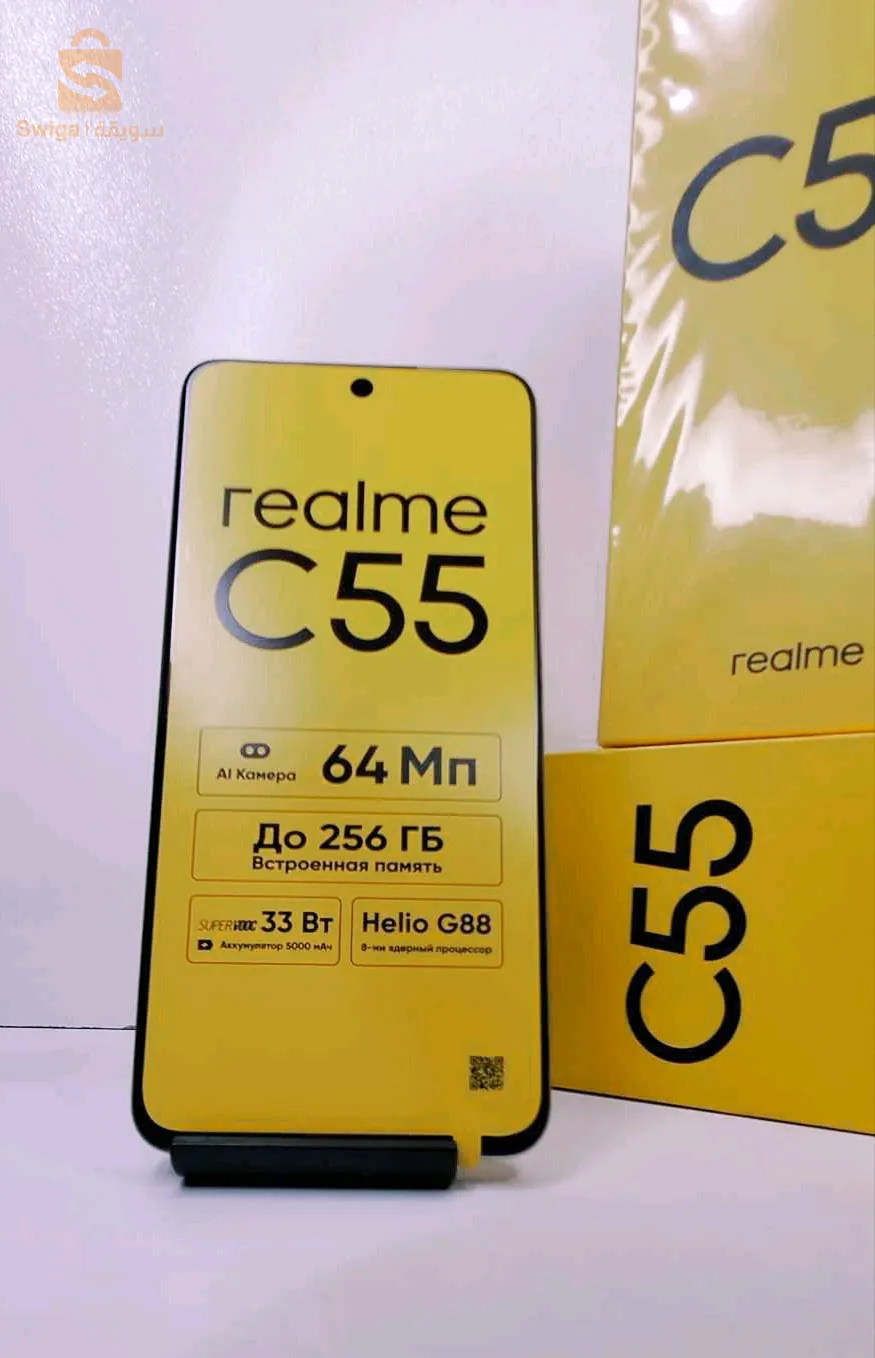 Swiga | سويقة
C5
realme
C55
AI Камера
64 Мп
До 256 ГБ
Встроенная память
SUPERVOOC 33 Вт
Аккумулятор 5000 мАч
Helio G88
8-ми ядерный процессор
realme
C55